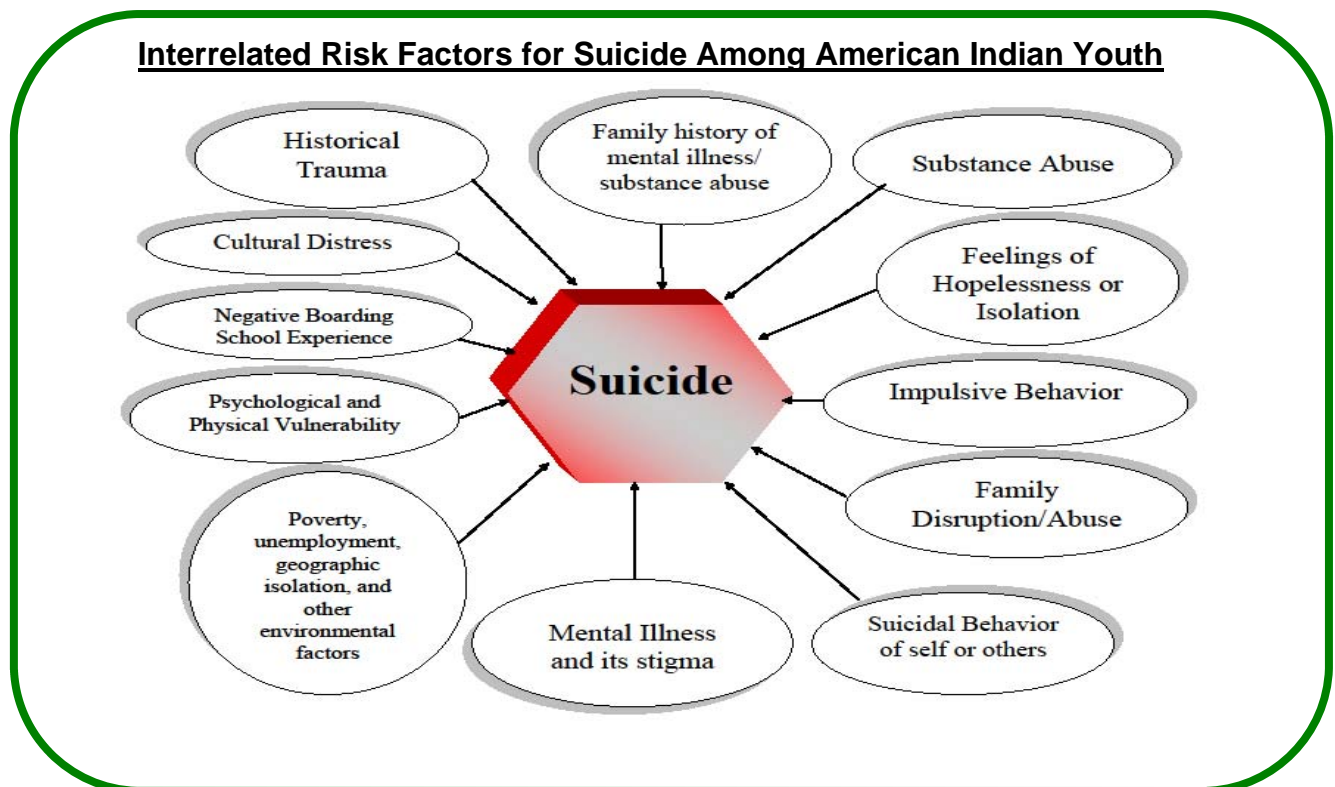 Interrelated Risk Factors for Suicide Among American Indian Youth
Historical
Trauma
Family history of
mental illness/
substance abuse
Substance Abuse
Cultural Distress
Feelings of
Hopelessness or
Isolation
Negative Boarding
School Experience
Suicide
Impulsive Behavior
Psychological and
Physical Vulnerability
Family
Disruption/Abuse
Poverty,
unemployment,
geographic
isolation, and
other
environmental
factors
Mental Illness
and its stigma
Suicidal Behavior
of self or others